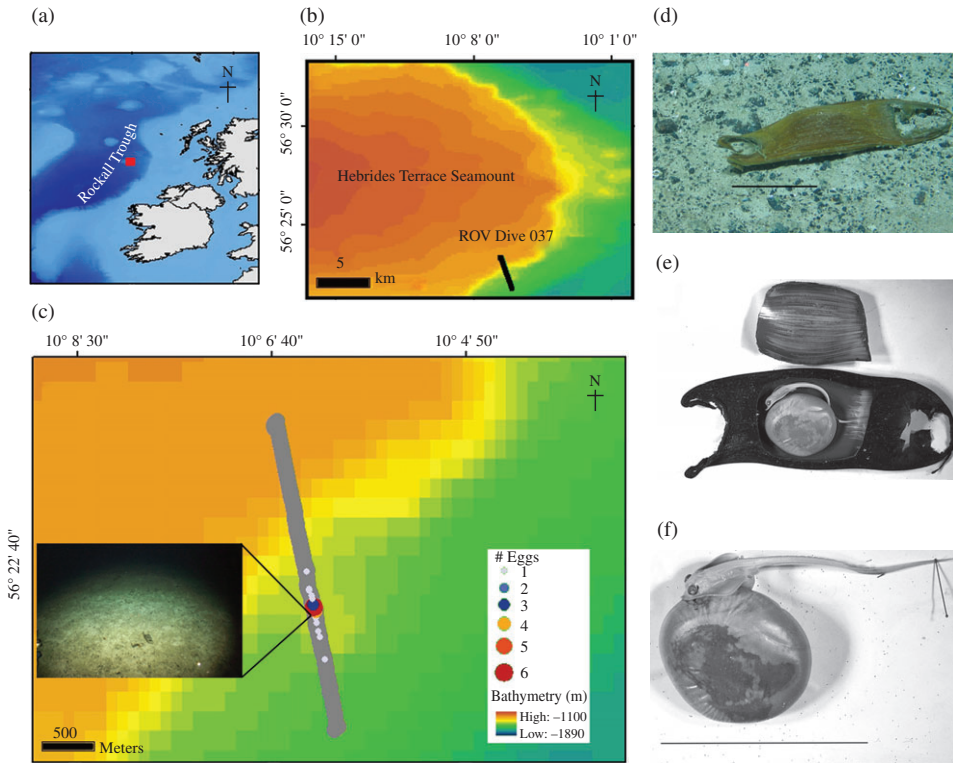 (a)
N
Rockall Trough
(b)
10° 15' 0"
10° 8' 0"
10° 1' 0"
56° 30' 0"
56° 25' 0"
N
Hebrides Terrace Seamount
ROV Dive 037
5
km
(c)
10° 8' 30"
10° 6' 40"
10° 4' 50"
56° 22' 40"
N
# Eggs
1
2
3
4
5
6
Bathymetry (m)
High: –1100
Low: –1890
500
Meters
(d)
(e)
(f)